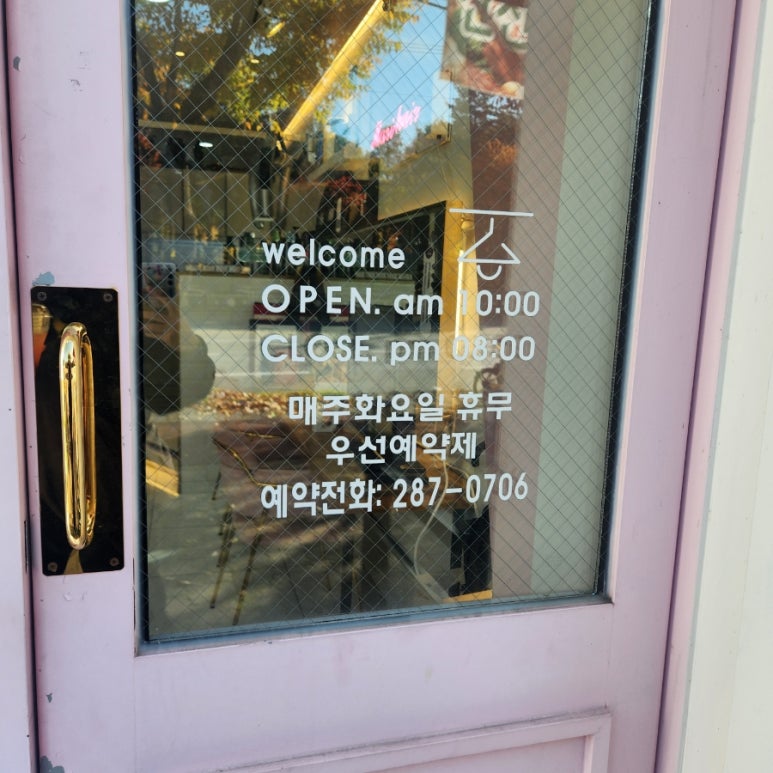 welcome
OPEN. am 10:00
CLOSE. pm 08:00
매주화요일 휴무
우선예약제
예약전화: 287-0706